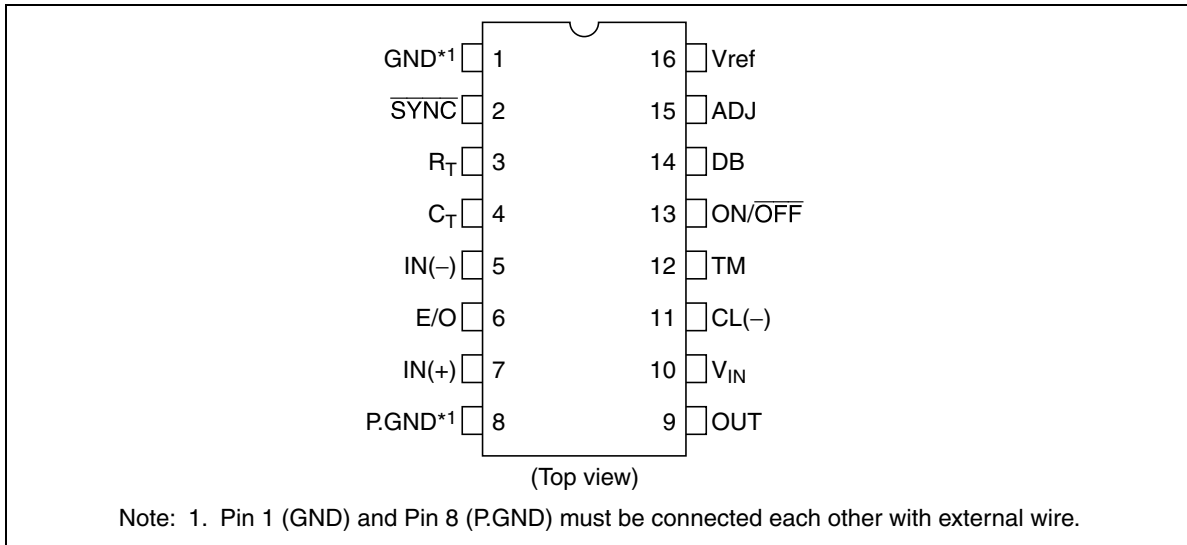 GND*1 1 16 Vref
SYNC 2 15 ADJ
RT 3 14 DB
CT 4 13 ON/OFF
IN(−) 5 12 TM
E/O 6 11 CL(−)
IN(+) 7 10 VIN
P.GND*1 8 9 OUT
(Top view)
Note: 1. Pin 1 (GND) and Pin 8 (P.GND) must be connected each other with external wire.